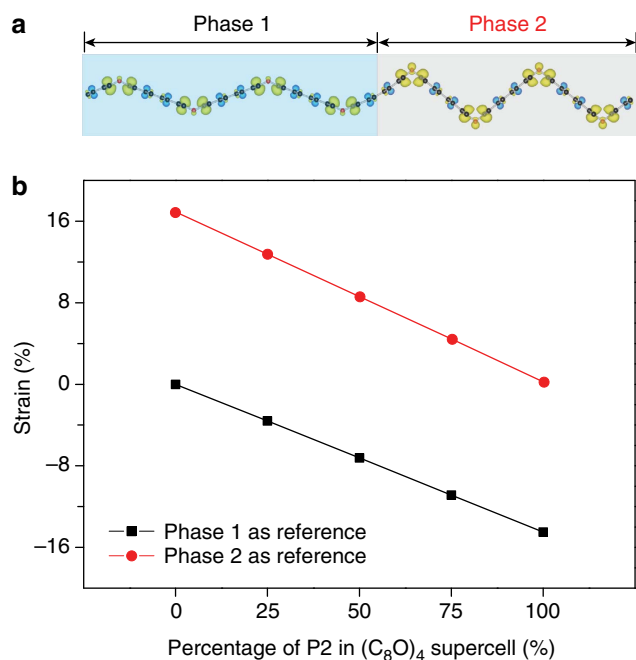 a
Phase 1
Phase 2
b
16
8
0
−8
−16
Strain (%)
Phase 1 as reference
Phase 2 as reference
0 25 50 75 100
Percentage of P2 in (C₈O)₄ supercell (%)